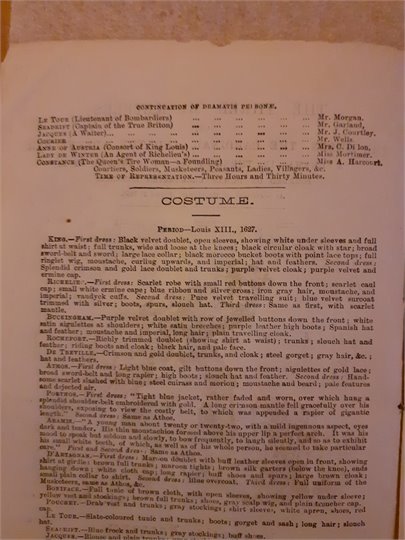 CONTINUATION OF DRAMATIS PERSONÆ.
LE TOUR (Lieutenant of Bombardiers) ... ... ... ... ... Mr. Morgan,
SEADRIFT (Captain of the True Briton) ... ... ... ... ... Mr. Garland,
JACQUES (A Waiter)... ... ... ... ... ... ... Mr. J. Courtley.
COURIER ... ... ... ... ... ... ... Mr. Wells
ANNE OF AUSTRIA (Consort of King Louis) ... ... ... ... Mrs. C. Dillon,
LADY DE WINTER (An Agent of Richelieu's) ... ... ... ... Miss Mortimer.
CONSTANCE (The Queen's Tire Woman—a Foundling) ... ... ... Miss A. Harcourt.
Courtiers, Soldiers, Musketeers, Peasants, Ladies, Villagers, &c.
TIME OF REPRESENTATION.—Three Hours and Thirty Minutes.
COSTUME.
PERIOD—Louis XIII., 1627.
KING.—First dress: Black velvet doublet, open sleeves, showing white under sleeves and full
shirt at waist; full trunks, wide and loose at the knees; black circular cloak with star; broad
sword-belt and sword; large lace collar; black morocco bucket boots with point lace tops; full
ringlet wig, moustache, curling upwards, and imperial; hat and feathers. Second dress:
Splendid crimson and gold lace doublet and trunks; purple velvet cloak; purple velvet and
ermine cap.
RICHELIEU.—First dress: Scarlet robe with small red buttons down the front; scarlet cael
cap; small white ermine cape; blue ribbon and silver cross; iron gray hair, moustache, and
imperial; vandyck cuffs. Second dress: Puce velvet travelling suit; blue velvet surcoat
trimmed with silver; boots, spurs, slouch hat. Third dress: Same as first, with scarlet
mantle.
BUCKINGHAM.—Purple velvet doublet with row of jewelled buttons down the front; white
satin aigulettes at shoulders; white satin breeches; purple leather high boots; Spanish hat
and feather; moustache and imperial, long hair; plain travelling cloak.
ROCHEFORT.—Richly trimmed doublet (showing shirt at waist); trunks; slouch hat and
feather; riding boots and cloak; black hair, and pale face.
DE TREVILLE.—Crimson and gold doublet, trunks, and cloak; steel gorget; gray hair, &c.;
hat and feathers.
ATHOS.—First dress: Light blue coat, gilt buttons down the front; aigulettes of gold lace;
broad sword-belt and long rapier; high boots; slouch hat and feather. Second dress: Hand-
some scarlet slashed with blue; steel cuirass and morion; moustache and beard; pale features
and dejected air.
PORTHOS.—First dress: "Tight blue jacket, rather faded and worn, over which hung a
splendid shoulder-belt embroidered with gold. A long crimson mantle fell gracefully over his
shoulders, exposing to view the costly belt, to which was appended a rapier of gigantic
length." Second dress: Same as Athos.
ARAMIS.—"A young man about twenty or twenty-two, with a mild ingenuous aspect, eyes
dark and tender. His thin moustachios formed above his upper lip a perfect arch. It was his
mood to speak but seldom and slowly, to bow frequently, to laugh silently, and so as to exhibit
his small white teeth, of which, as well as of his whole person, he seemed to take particular
care." First and Second dress: Same as Athos.
D'ARTAGNAN.—First dress: Maroon doublet with buff leather sleeves open in front, showing
shirt at waist; brown full trunks; maroon tights; brown silk garters (below the knee), ends
hanging down; white cloth cap; long rapier; buff shoes and spurs; large brown cloak;
small plain collar to shirt. Second dress: Blue overcoat. Third dress: Full uniform of the
Musketeers, same as Athos, &c.
BONIFACE.—Full tunic of brown cloth, with open sleeves, showing yellow under sleeve;
yellow vest and stockings; brown full trunks; shoes, gray scalp wig, and plain trencher cap.
POUCHET.—Drab vest and trunks; gray stockings; shirt sleeves, white apron, shoes, red
cap.
LE TOUR.—Slate-coloured tunic and trunks; boots; gorget and sash; long hair; slouch
hat.
SEADRIFT.—Blue frock and trunks; gray stockings; buff shoes.
JACQUES.—Blouse and plain trunks;